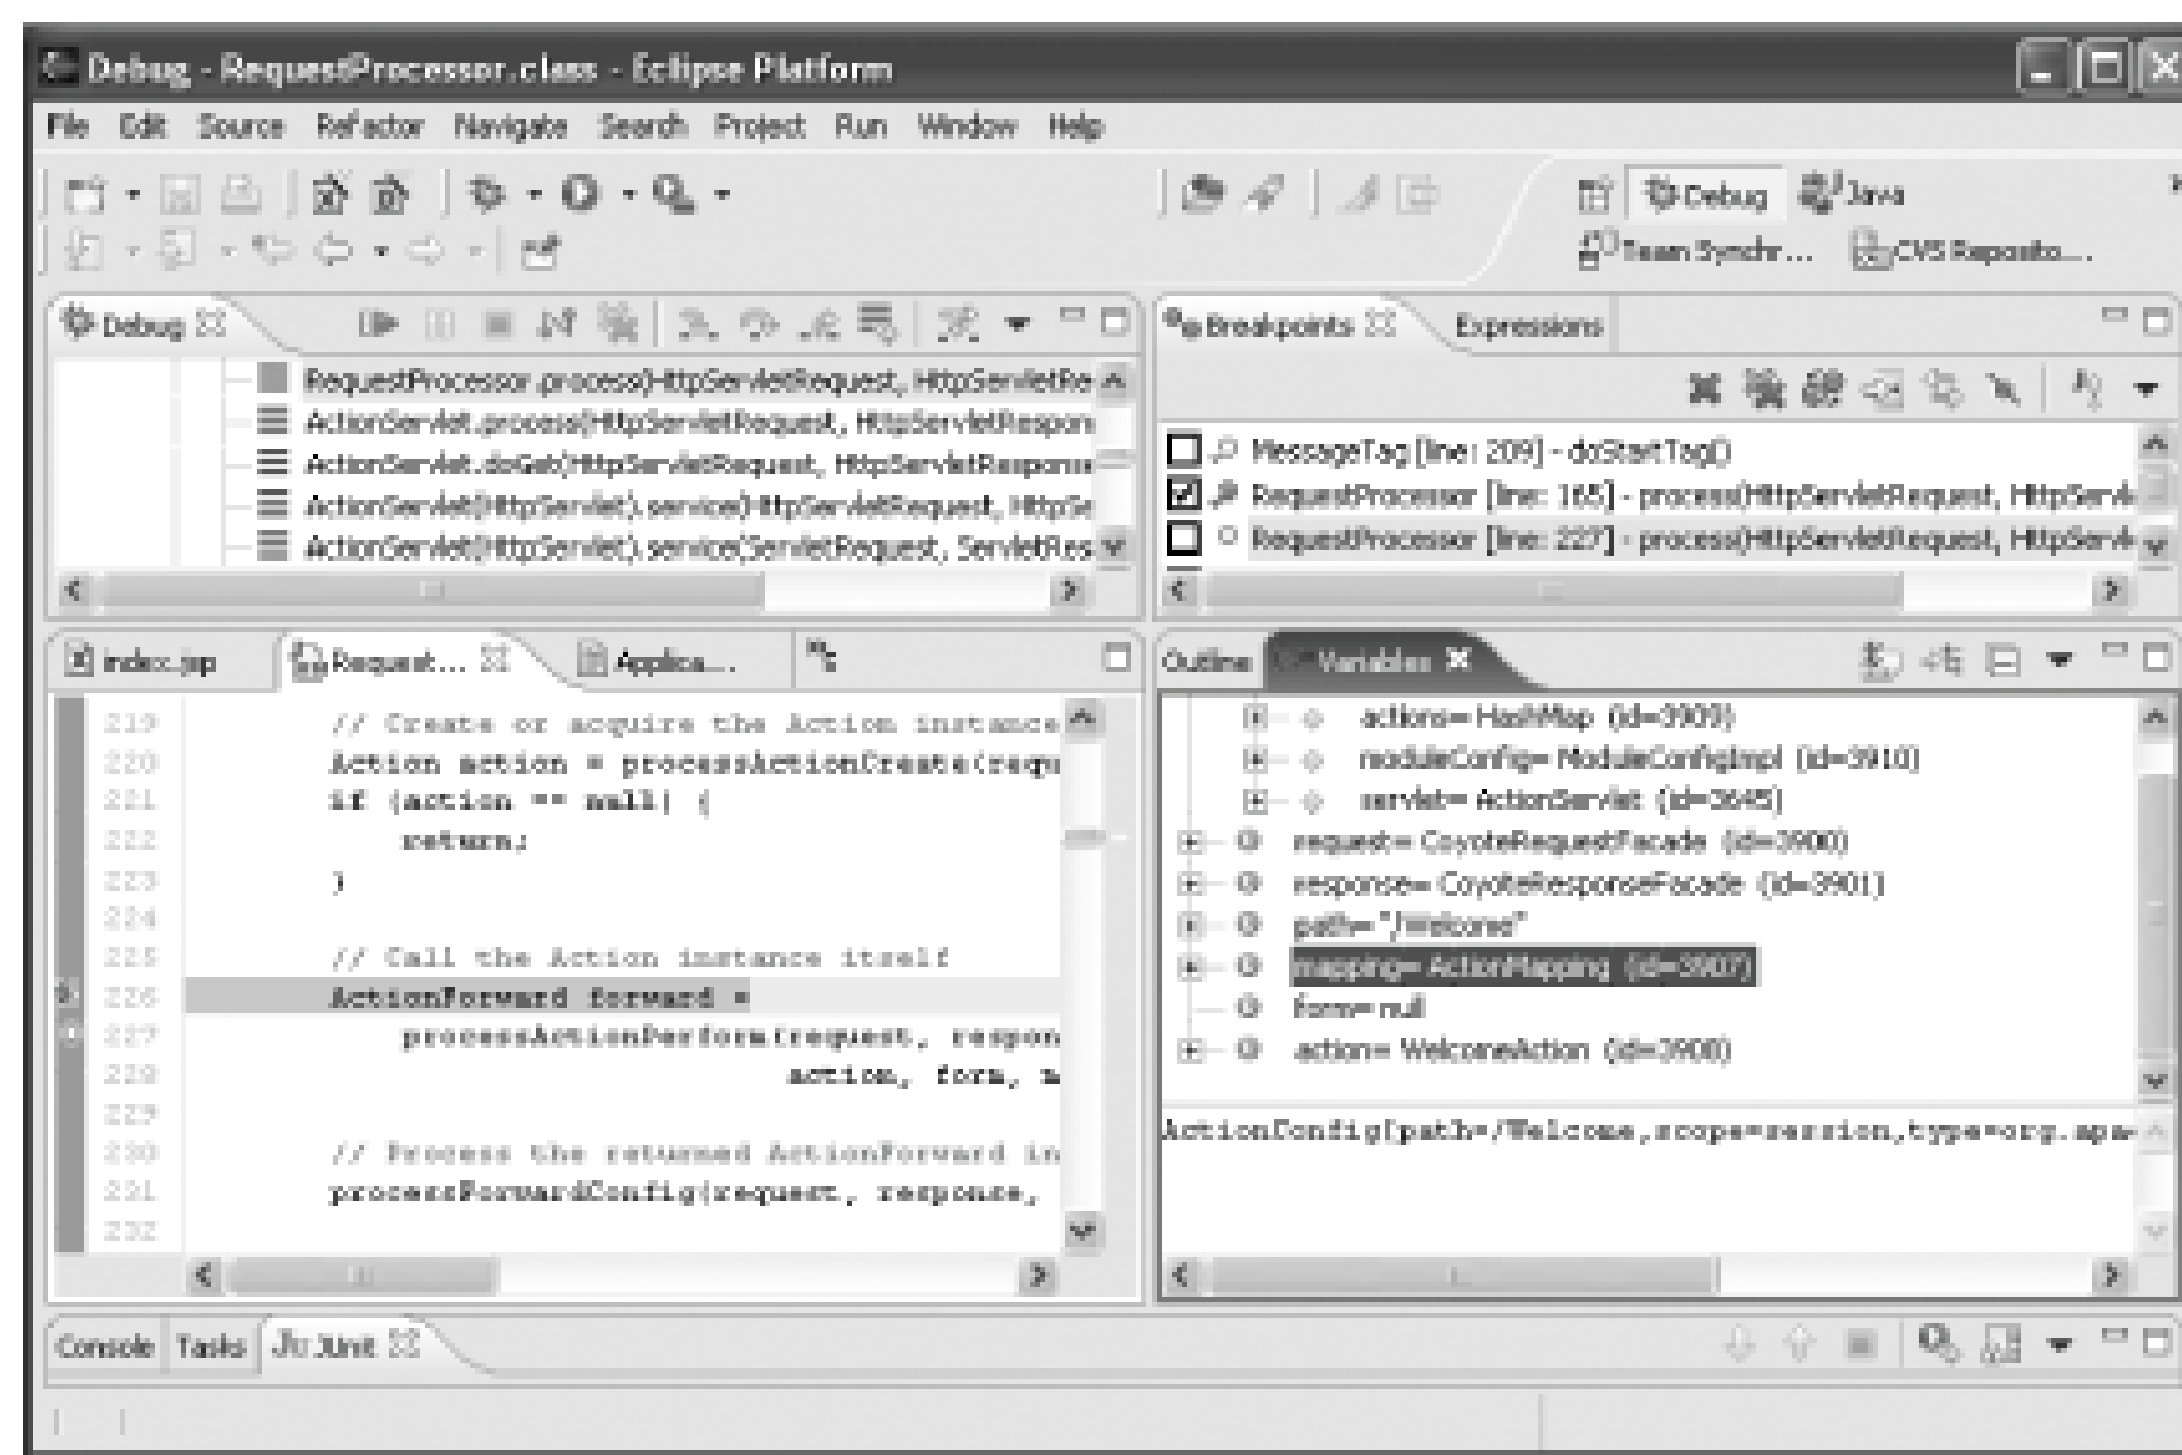 Debug - RequestProcessor.class - Eclipse Platform
File Edit Source Refactor Navigate Search Project Run Window Help
Debug Java
Team Synchr... CVS Reposito...
Debug
RequestProcessor.process(HttpServletRequest, HttpServletRe
ActionServlet.process(HttpServletRequest, HttpServletRespon
ActionServlet.doGet(HttpServletRequest, HttpServletResponse
ActionServlet(HttpServlet).service(HttpServletRequest, HttpSe
ActionServlet(HttpServlet).service(ServletRequest, ServletRes
Breakpoints Expressions
MessageTag [line: 209] - doStartTag()
RequestProcessor [line: 165] - process(HttpServletRequest, HttpServle
RequestProcessor [line: 227] - process(HttpServletRequest, HttpServle
index.jsp Request... Applica...
219 // Create or acquire the Action instance
220 Action action = processActionCreate(requ
221 if (action == null) {
222 return;
223 }
224
225 // Call the Action instance itself
226 ActionForward forward =
227 processActionPerform(request, respon
228 action, form, m
229
230 // Process the returned ActionForward in
231 processForwardConfig(request, response,
232
Outline Variables
actions= HashMap (id=3909)
moduleConfig= ModuleConfigImpl (id=3910)
servlet= ActionServlet (id=3645)
request= CoyoteRequestFacade (id=3900)
response= CoyoteResponseFacade (id=3901)
path= "/Welcome"
mapping= ActionMapping (id=3907)
form= null
action= WelcomeAction (id=3908)
ActionConfig[path=/Welcome,scope=session,type=org.apa
Console Tasks JUnit